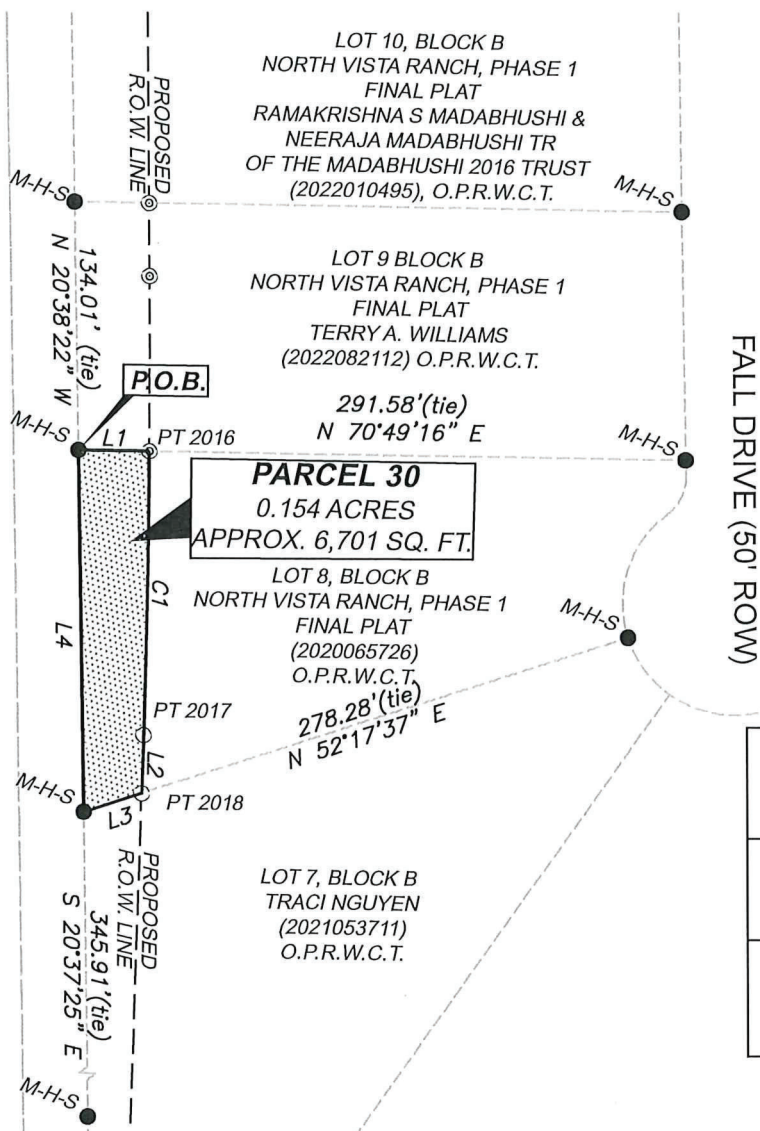 LOT 10, BLOCK B
NORTH VISTA RANCH, PHASE 1
FINAL PLAT
RAMAKRISHNA S MADABHUSHI &
NEERAJA MADABHUSHI TR
OF THE MADABHUSHI 2016 TRUST
(2022010495), O.P.R.W.C.T.
PROPOSED
R.O.W. LINE
M-H-S
M-H-S
134.01' (tie)
N 20°38'22" W
LOT 9 BLOCK B
NORTH VISTA RANCH, PHASE 1
FINAL PLAT
TERRY A. WILLIAMS
(2022082112) O.P.R.W.C.T.
FALL DRIVE (50' ROW)
P.O.B.
291.58'(tie)
N 70°49'16" E
M-H-S
L1
PT 2016
M-H-S
PARCEL 30
0.154 ACRES
APPROX. 6,701 SQ. FT.
C1
L4
LOT 8, BLOCK B
NORTH VISTA RANCH, PHASE 1
FINAL PLAT
(2020065726)
O.P.R.W.C.T.
M-H-S
278.28'(tie)
N 52°17'37" E
PT 2017
L2
M-H-S
L3
PT 2018
PROPOSED
R.O.W. LINE
345.91'(tie)
S 20°37'25" E
LOT 7, BLOCK B
TRACI NGUYEN
(2021053711)
O.P.R.W.C.T.
M-H-S